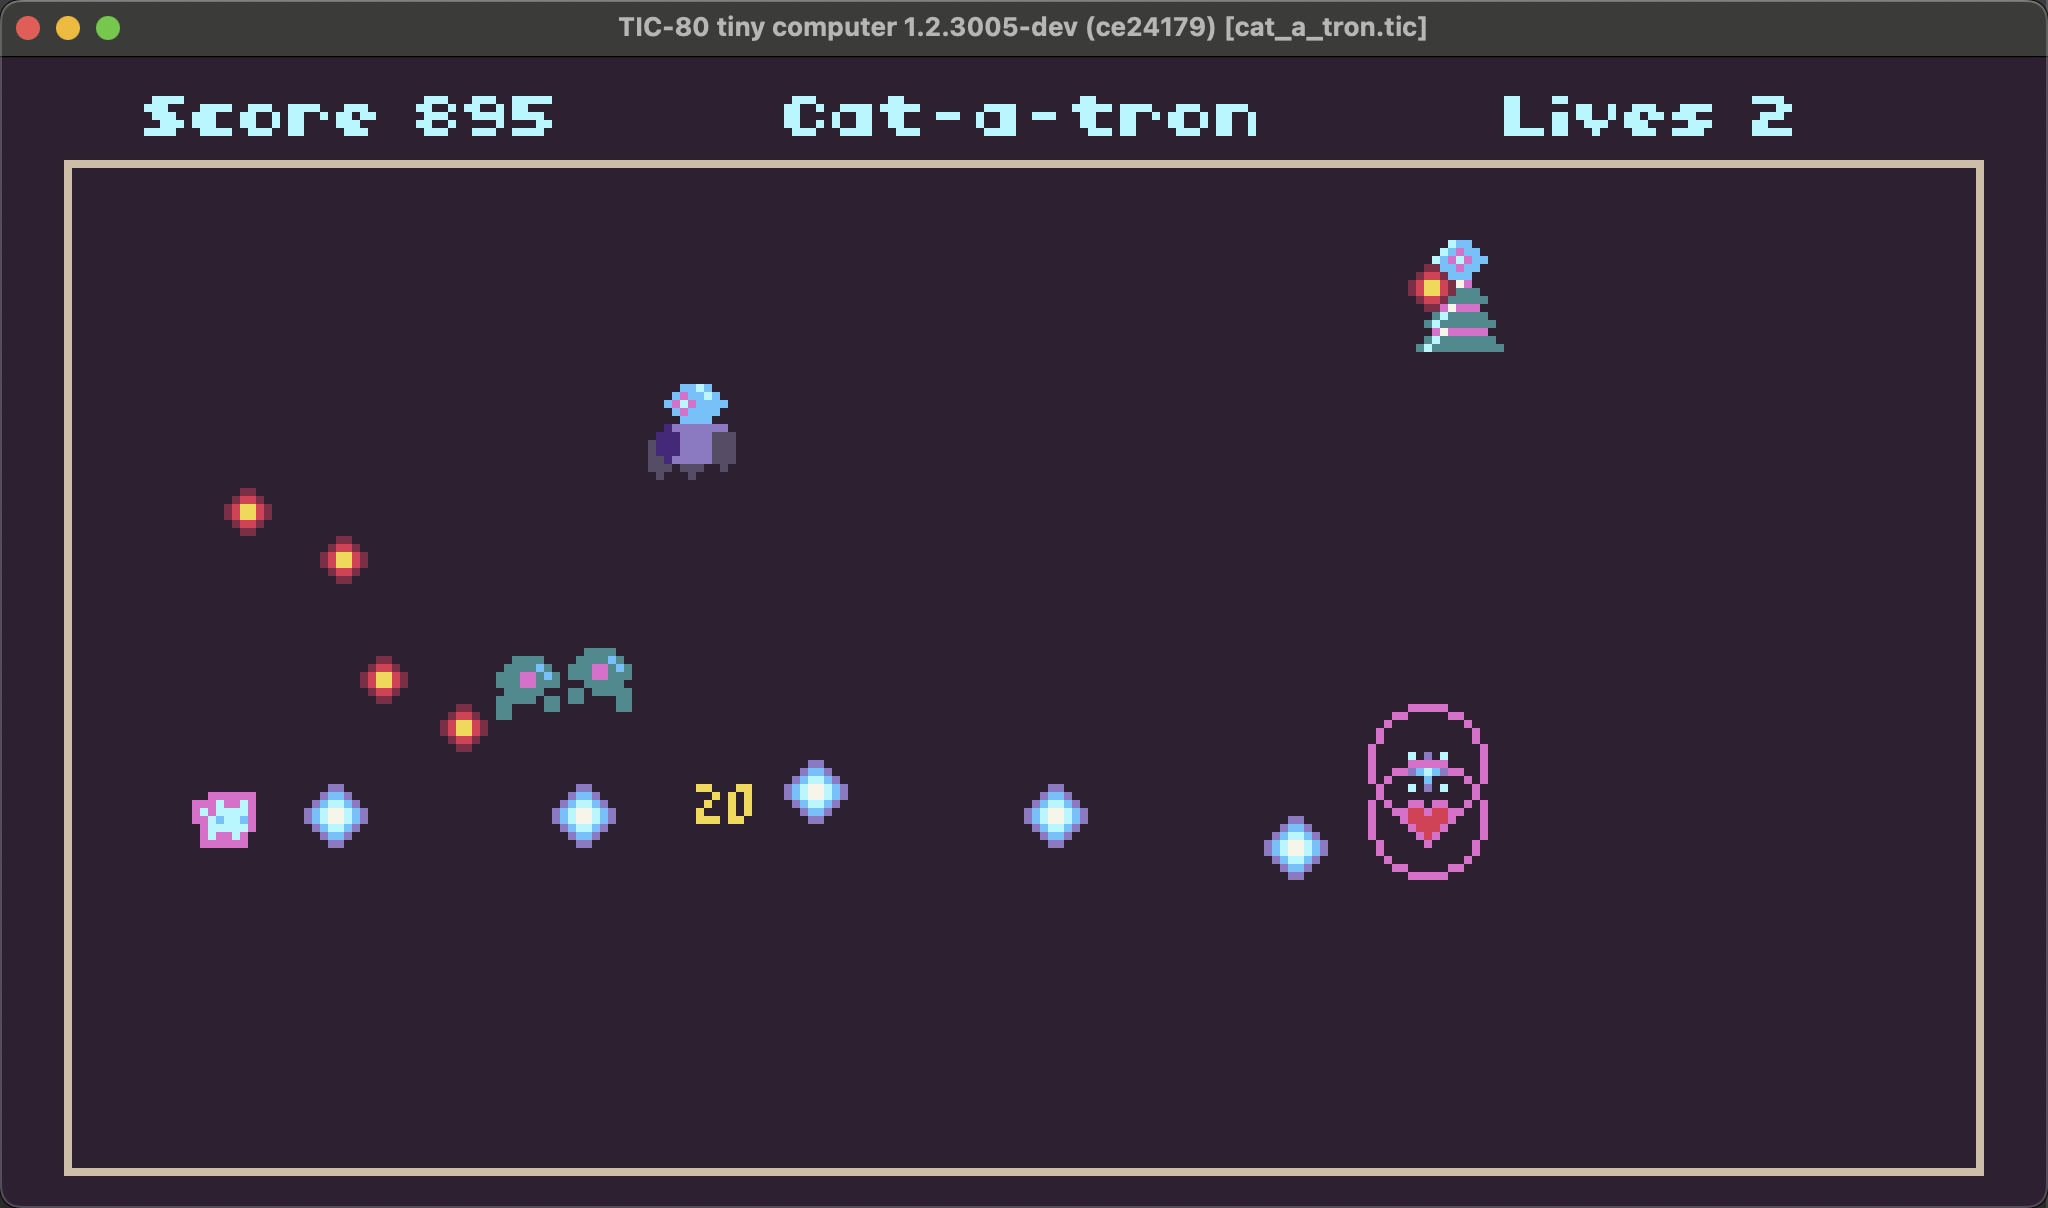 TIC-80 tiny computer 1.2.3005-dev (ce24179) [cat_a_tron.tic]
Score 895 Cat-a-tron Lives 2
20